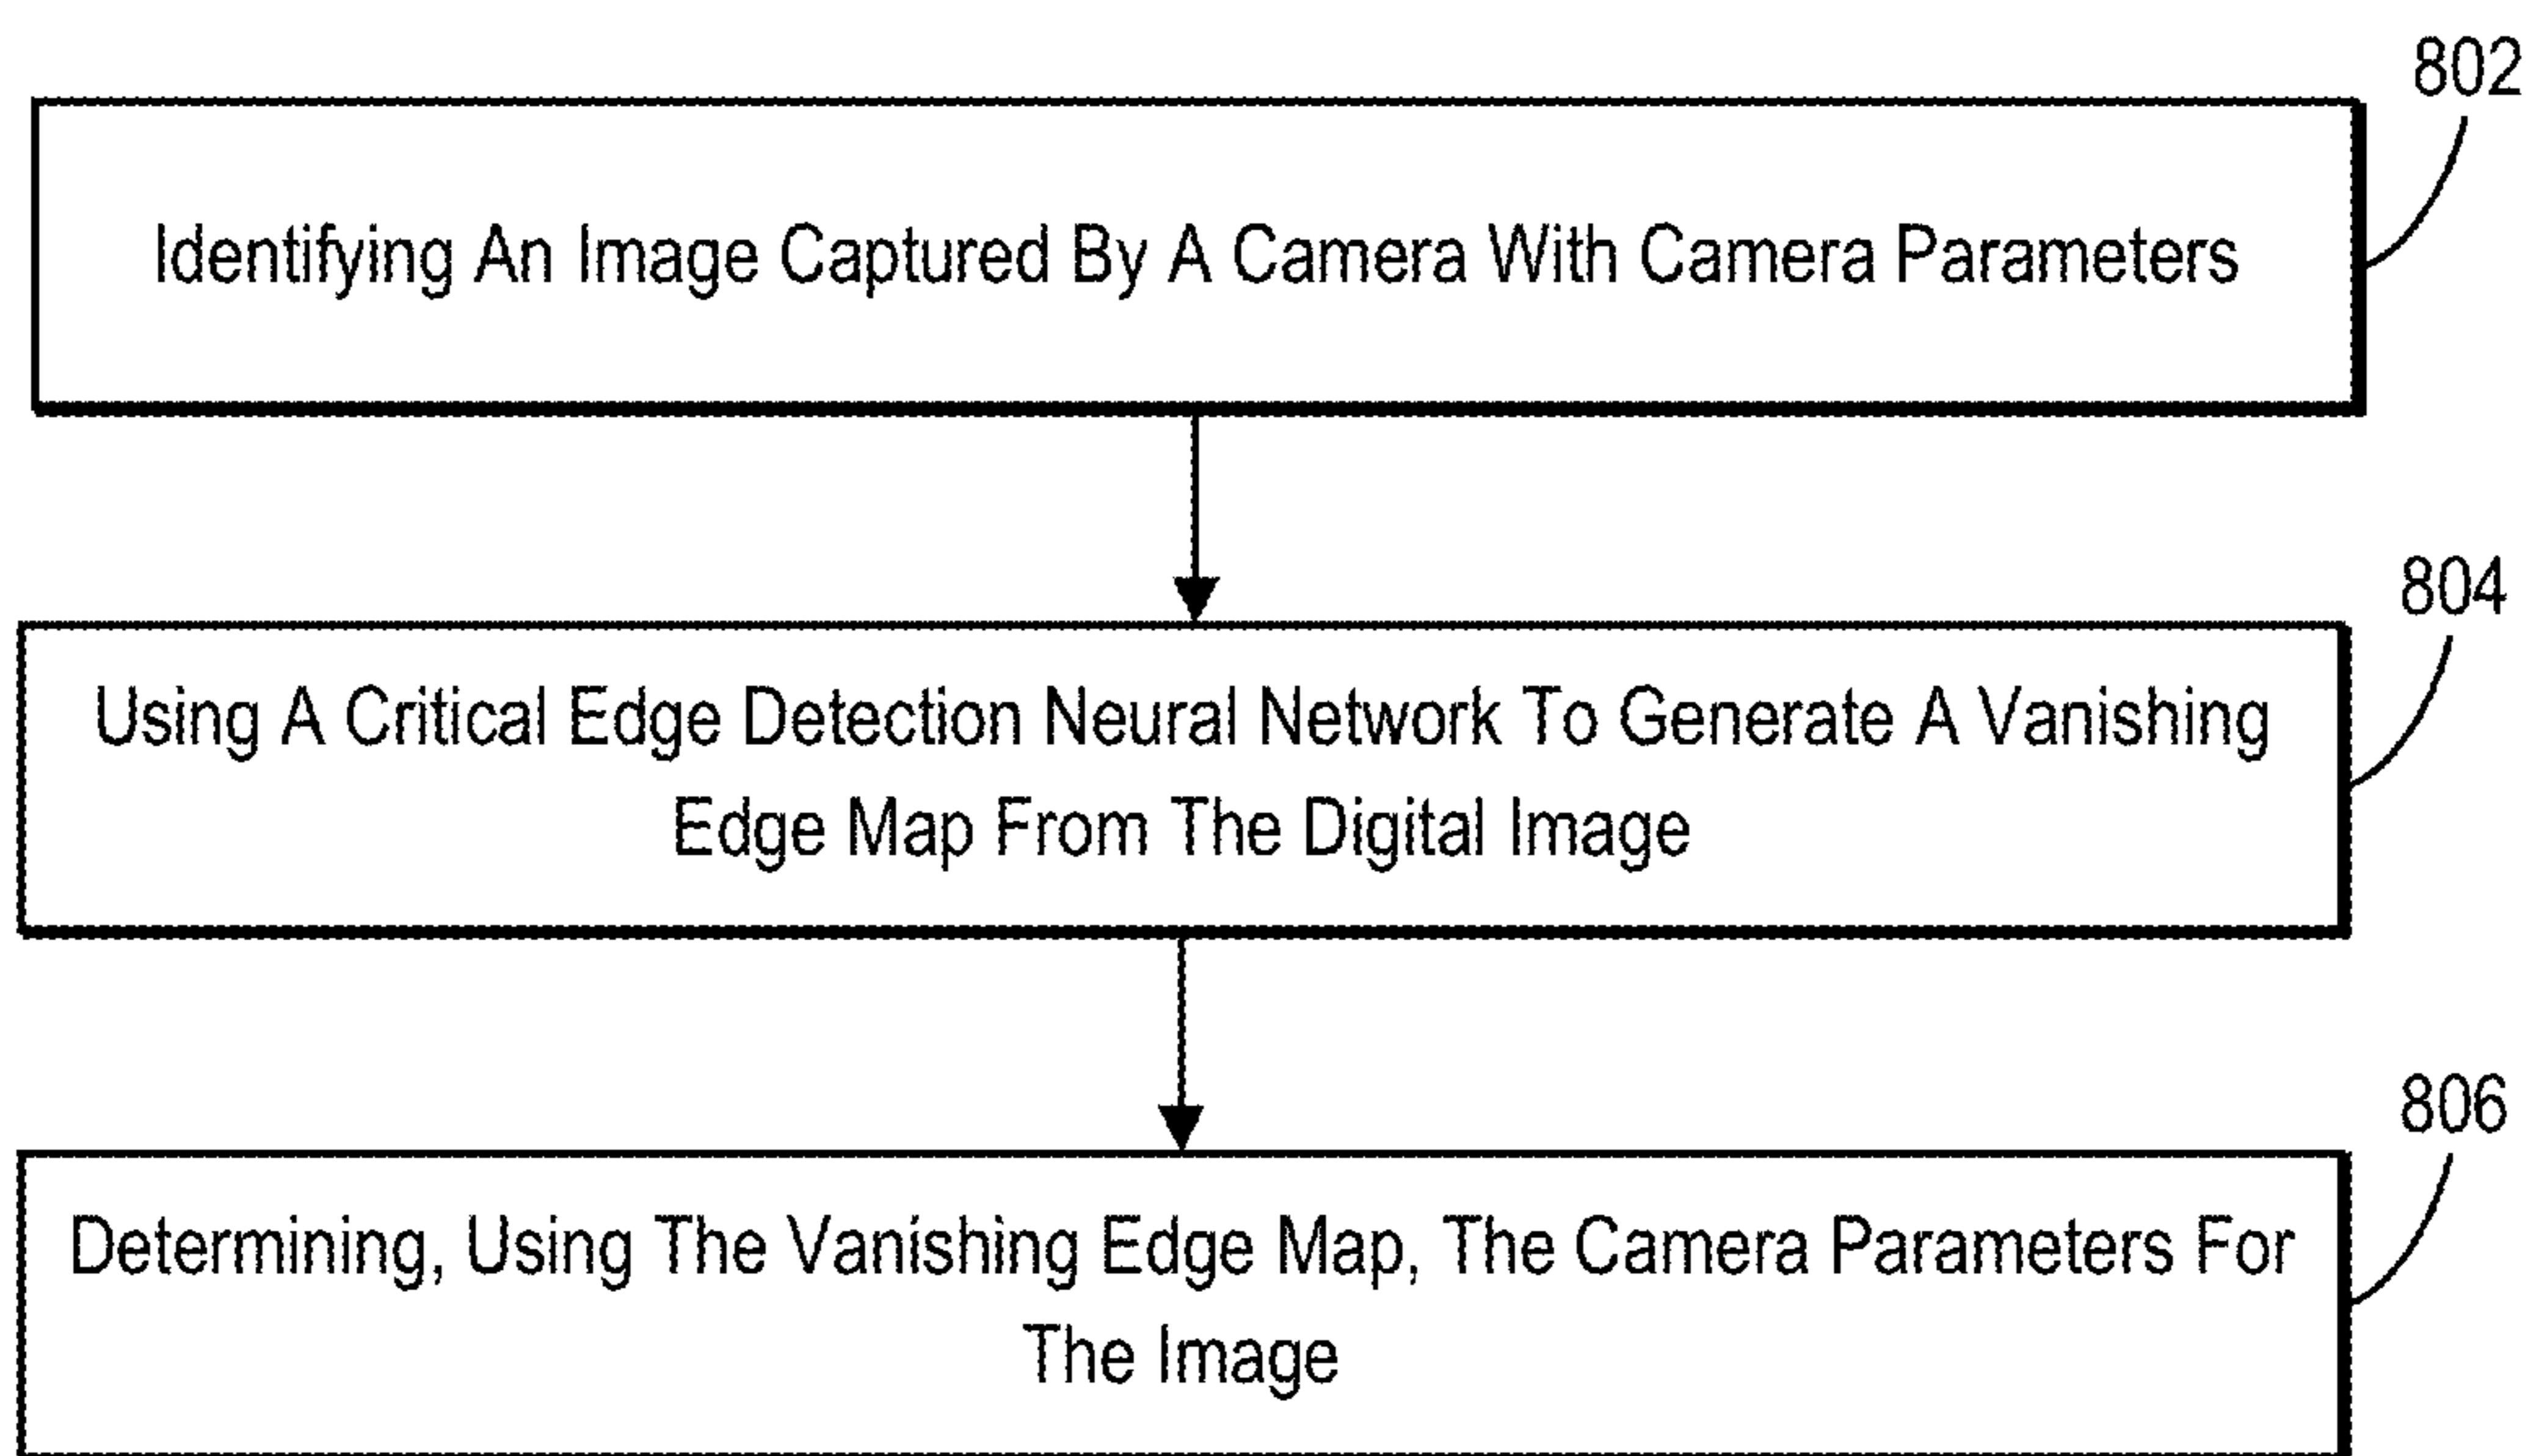 802
Identifying An Image Captured By A Camera With Camera Parameters
804
Using A Critical Edge Detection Neural Network To Generate A Vanishing
Edge Map From The Digital Image
806
Determining, Using The Vanishing Edge Map, The Camera Parameters For
The Image